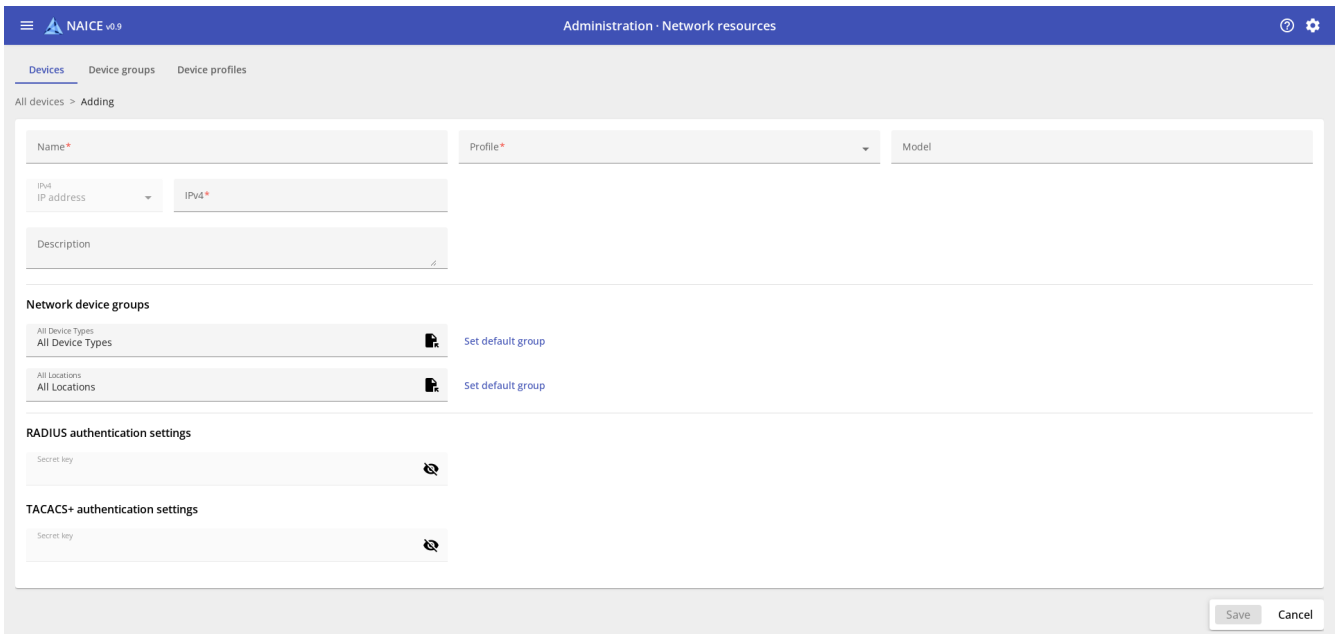 NAICE v0.9
Administration · Network resources
Devices Device groups Device profiles
All devices > Adding
Name* Profile* Model
IPv4
IP address
IPv4*
Description
Network device groups
All Device Types
All Device Types
Set default group
All Locations
All Locations
Set default group
RADIUS authentication settings
Secret key
TACACS+ authentication settings
Secret key
Save Cancel